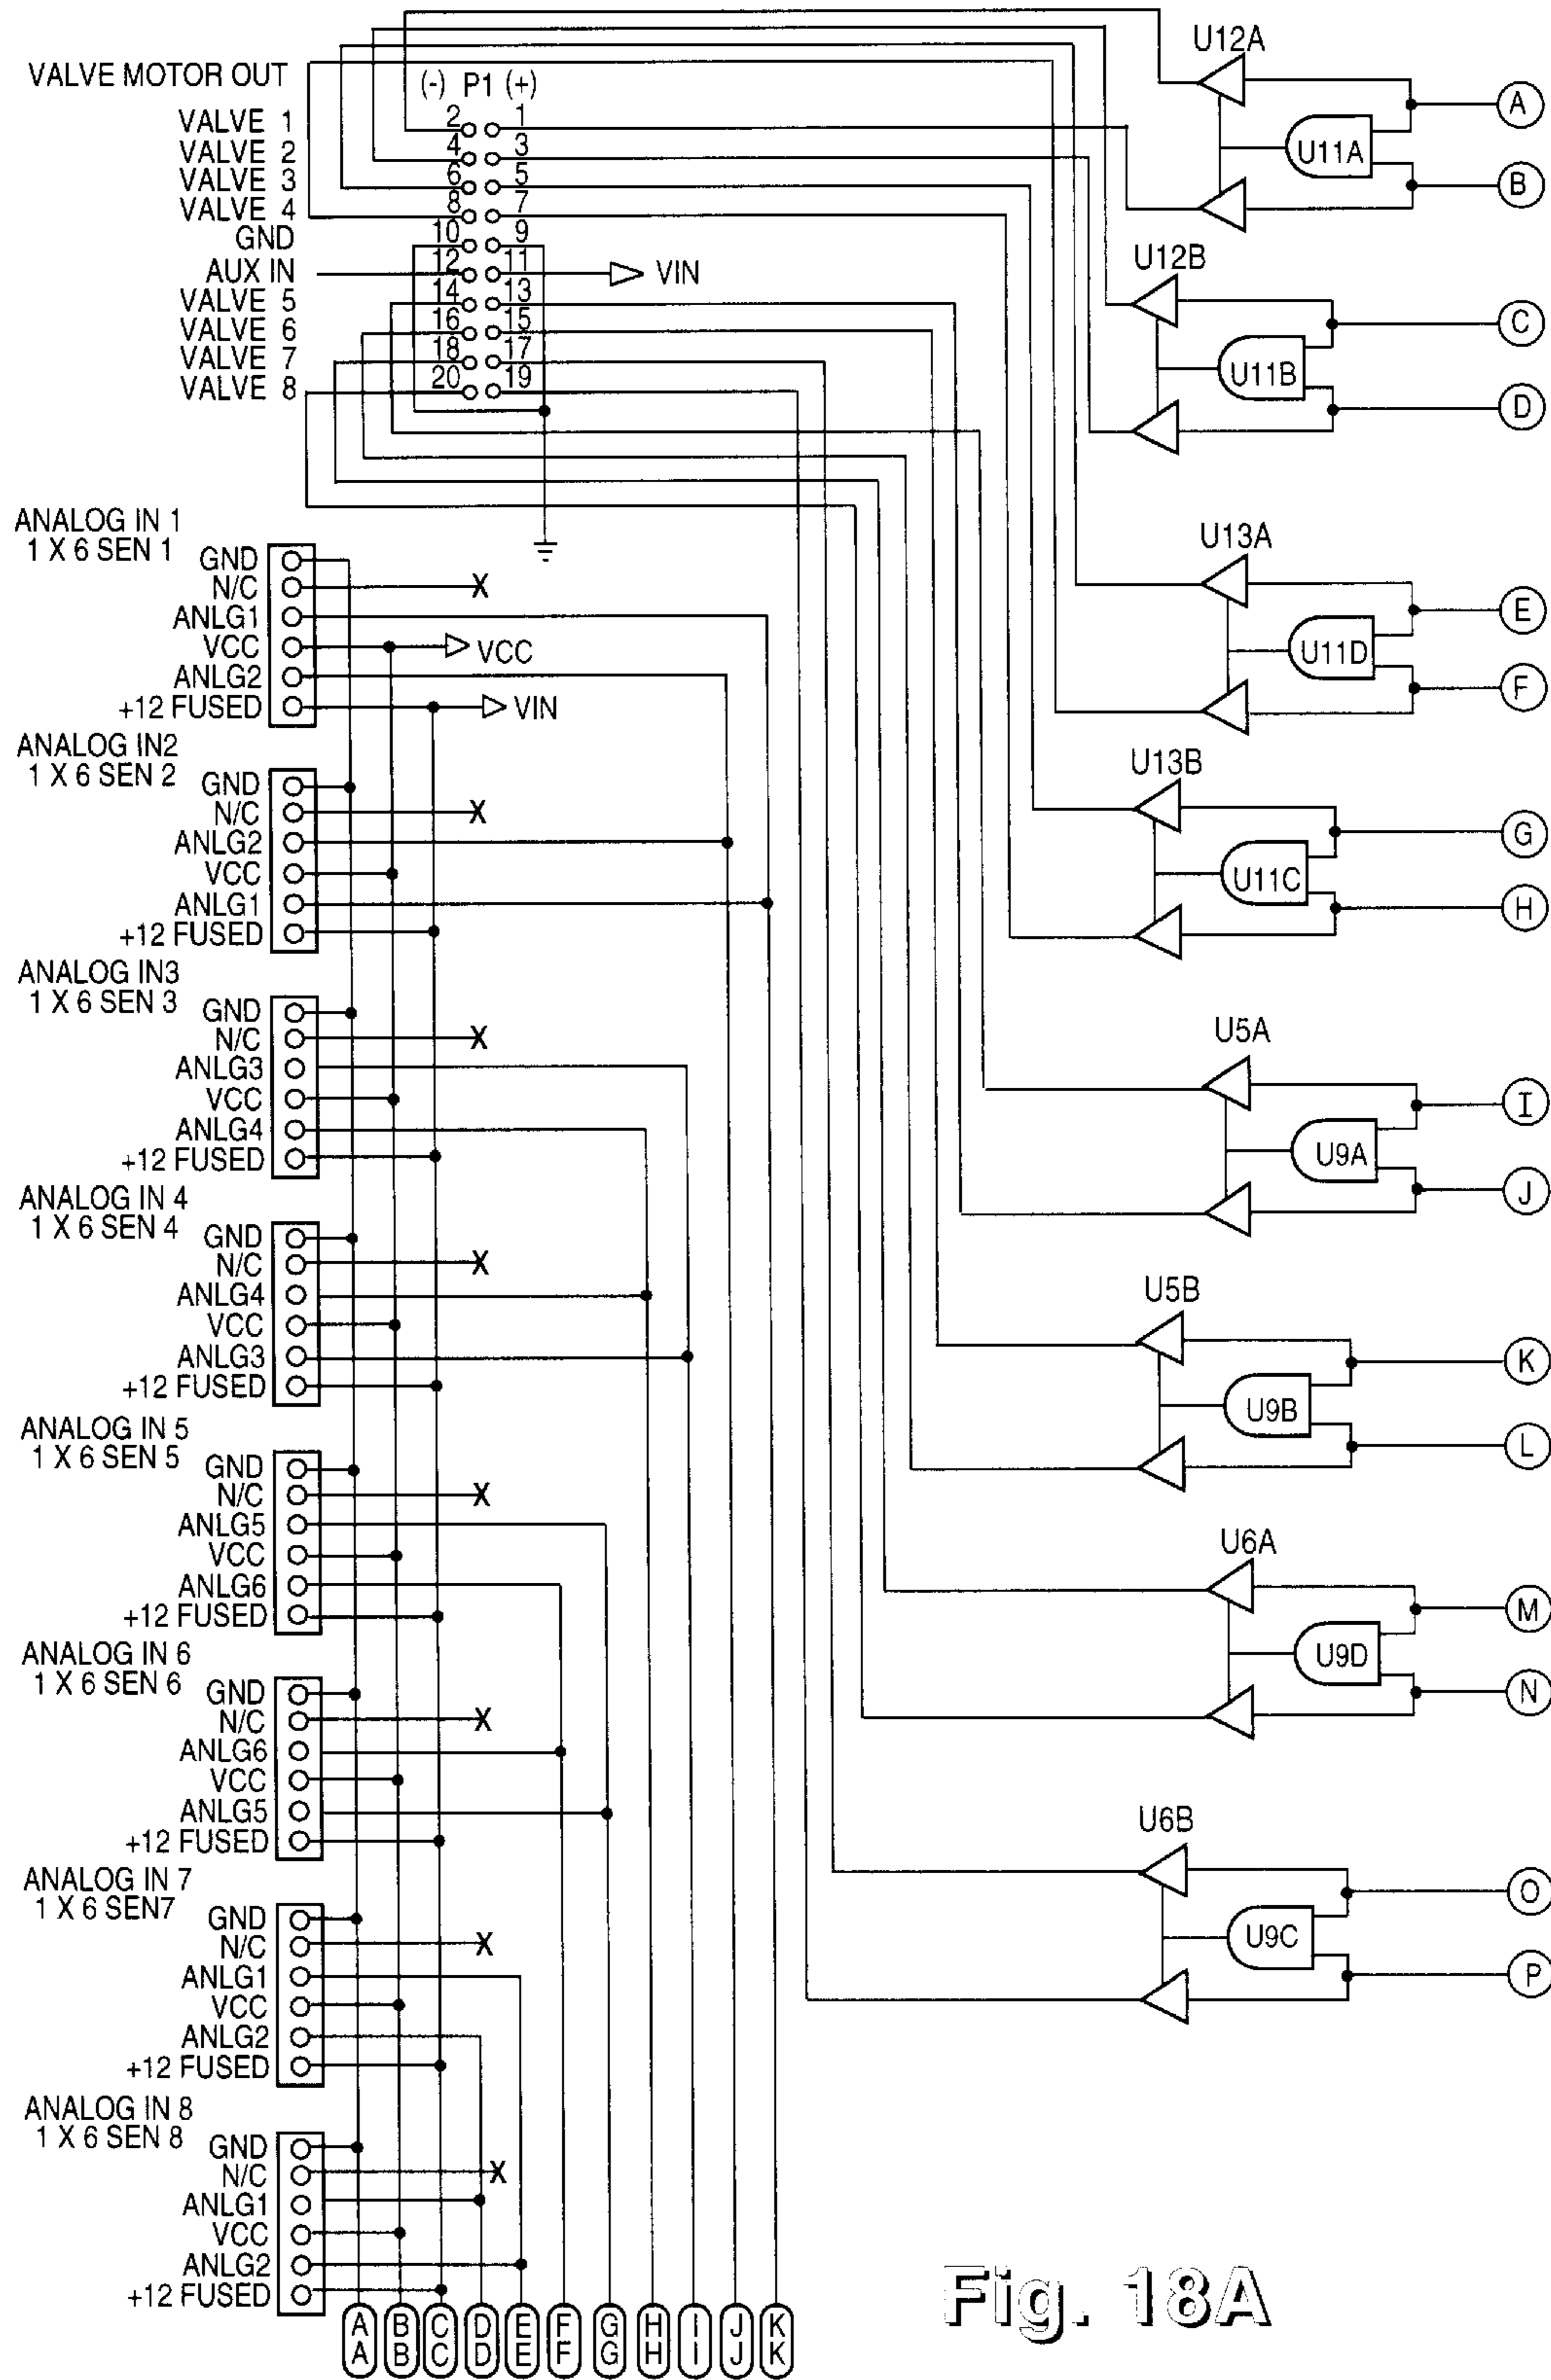 VALVE MOTOR OUT
(-) P1 (+)
VALVE 1 2 1
VALVE 2 4 3
VALVE 3 6 5
VALVE 4 8 7
GND 10 9
AUX IN 12 11 VIN
VALVE 5 14 13
VALVE 6 16 15
VALVE 7 18 17
VALVE 8 20 19
U12A
A
U11A
B
U12B
C
U11B
D
U13A
E
U11D
F
U13B
G
U11C
H
U5A
I
U9A
J
U5B
K
U9B
L
U6A
M
U9D
N
U6B
O
U9C
P
ANALOG IN 1
1 X 6 SEN 1
GND
N/C X
ANLG1
VCC VCC
ANLG2
+12 FUSED VIN
ANALOG IN2
1 X 6 SEN 2
GND
N/C X
ANLG2
VCC
ANLG1
+12 FUSED
ANALOG IN3
1 X 6 SEN 3
GND
N/C X
ANLG3
VCC
ANLG4
+12 FUSED
ANALOG IN 4
1 X 6 SEN 4
GND
N/C X
ANLG4
VCC
ANLG3
+12 FUSED
ANALOG IN 5
1 X 6 SEN 5
GND
N/C X
ANLG5
VCC
ANLG6
+12 FUSED
ANALOG IN 6
1 X 6 SEN 6
GND
N/C X
ANLG6
VCC
ANLG5
+12 FUSED
ANALOG IN 7
1 X 6 SEN7
GND
N/C X
ANLG1
VCC
ANLG2
+12 FUSED
ANALOG IN 8
1 X 6 SEN 8
GND
N/C X
ANLG1
VCC
ANLG2
+12 FUSED
AA BB CC DD EE FF GG HH II JJ KK
Fig. 18A